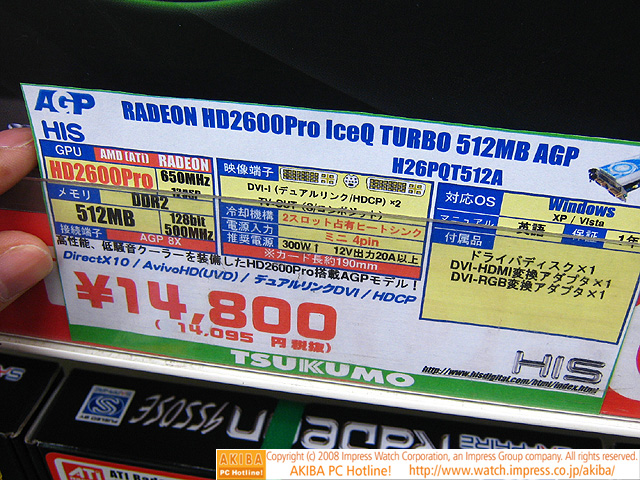 AGP
RADEON HD2600Pro IceQ TURBO 512MB AGP
HIS
H26PQT512A
GPU AMD(ATI) RADEON
HD2600Pro 650MHz
メモリ DDR2
512MB 128bit
500MHz
接続端子 AGP 8X
映像端子
DVI-I (デュアルリンク/HDCP) ×2
TV-OUT (S/コンポジット)
冷却機構 2スロット占有ヒートシンク
電源入力 ミニ 4pin
推奨電源 300W↑ 12V出力20A以上
※カード長約190mm
対応OS Windows
XP / Vista
マニュアル 英語 保証 1年
付属品
ドライバディスク×1
DVI-HDMI変換アダプタ×1
DVI-RGB変換アダプタ×1
高性能、低騒音クーラーを装備したHD2600Pro搭載AGPモデル！
DirectX10 / AvivoHD(UVD) / デュアルリンクDVI / HDCP
¥14,800
( 14,095 円 税抜)
TSUKUMO
http://www.hisdigital.com/html/index.html
HIS
9550SE
ATI
AKIBA
PC Hotline!
Copyright (c) 2008 Impress Watch Corporation, an Impress Group company. All rights reserved.
AKIBA PC Hotline! http://www.watch.impress.co.jp/akiba/